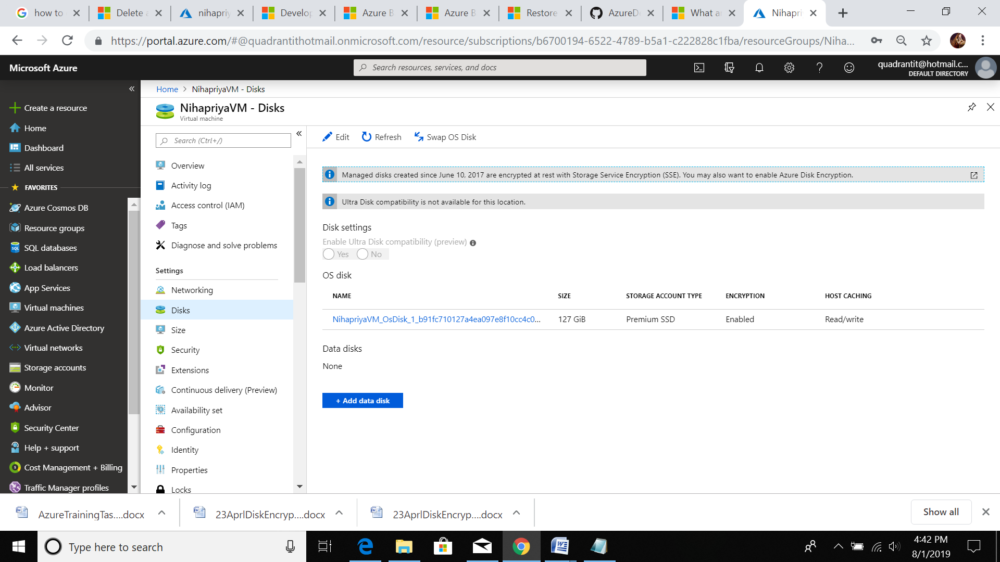 how to
Delete a
nihapriy
Develop
Azure B
Azure B
Restore
AzureD
What ar
Nihapri
https://portal.azure.com/#@quadrantithotmail.onmicrosoft.com/resource/subscriptions/b6700194-6522-4789-b5a1-c222828c1fba/resourceGroups/Niha...
Microsoft Azure
Search resources, services, and docs
quadrantit@hotmail.c...
DEFAULT DIRECTORY
Create a resource
Home
Dashboard
All services
FAVORITES
Azure Cosmos DB
Resource groups
SQL databases
Load balancers
App Services
Virtual machines
Azure Active Directory
Virtual networks
Storage accounts
Monitor
Advisor
Security Center
Help + support
Cost Management + Billing
Traffic Manager profiles
Home > NihapriyaVM - Disks
NihapriyaVM - Disks
Virtual machine
Search (Ctrl+/)
Overview
Activity log
Access control (IAM)
Tags
Diagnose and solve problems
Settings
Networking
Disks
Size
Security
Extensions
Continuous delivery (Preview)
Availability set
Configuration
Identity
Properties
Locks
Edit Refresh Swap OS Disk
Managed disks created since June 10, 2017 are encrypted at rest with Storage Service Encryption (SSE). You may also want to enable Azure Disk Encryption.
Ultra Disk compatibility is not available for this location.
Disk settings
Enable Ultra Disk compatibility (preview)
Yes No
OS disk
NAME SIZE STORAGE ACCOUNT TYPE ENCRYPTION HOST CACHING
NihapriyaVM_OsDisk_1_b91fc710127a4ea097e8f10cc4c0... 127 GiB Premium SSD Enabled Read/write
Data disks
None
+ Add data disk
AzureTrainingTas....docx
23AprlDiskEncryp....docx
23AprlDiskEncryp....docx
Show all
Type here to search
4:42 PM
8/1/2019